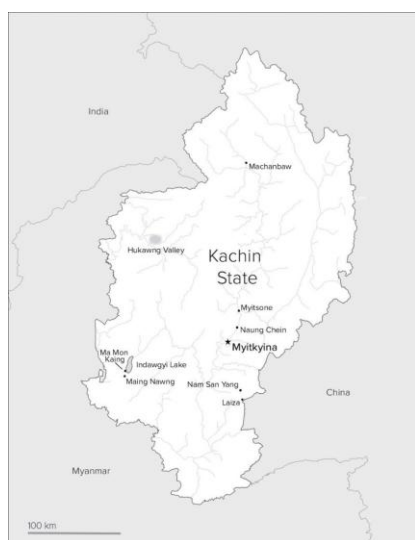 India
Machanbaw
Hukawng Valley
Kachin
State
Myitsone
Naung Chein
Myitkyina
Ma Mon
Kaing
Indawgyi Lake
Maing Nawng
Nam San Yang
Laiza
China
Myanmar
100 km